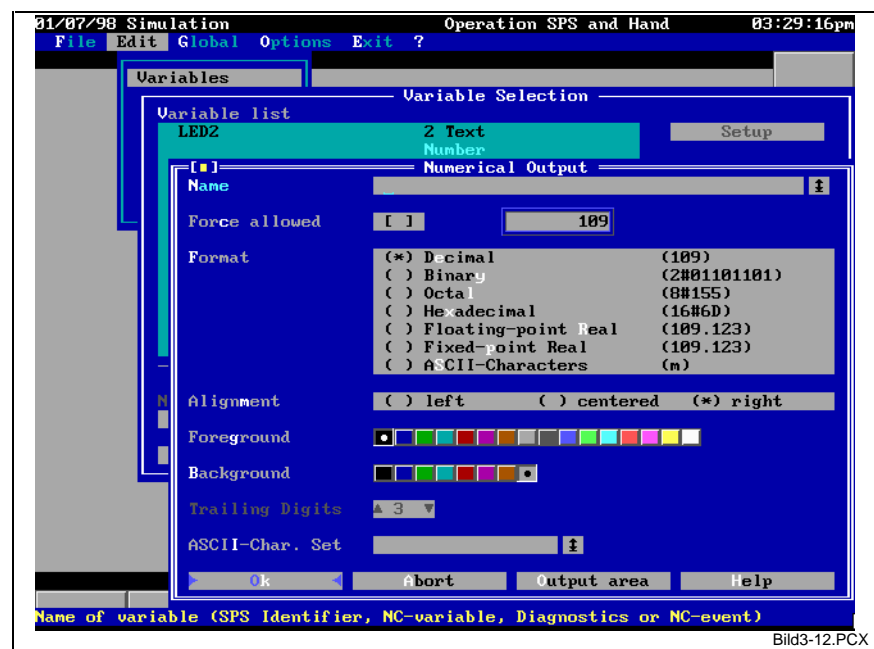 01/07/98 Simulation Operation SPS and Hand 03:29:16pm
File Edit Global Options Exit ?
Variables
Variable Selection
Variable list
LED2 2 Text Setup
Number
[■] Numerical Output
Name _
Force allowed [ ] 109
Format (*) Decimal (109)
( ) Binary (2#01101101)
( ) Octal (8#155)
( ) Hexadecimal (16#6D)
( ) Floating-point Real (109.123)
( ) Fixed-point Real (109.123)
( ) ASCII-Characters (m)
N Alignment ( ) left ( ) centered (*) right
Foreground
Background
Trailing Digits ▲ 3 ▼
ASCII-Char. Set
Ok Abort Output area Help
Name of variable (SPS Identifier, NC-variable, Diagnostics or NC-event)
Bild3-12.PCX